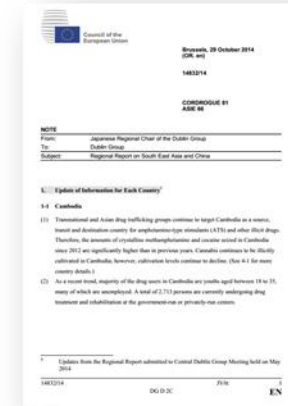 Council of the
European Union
Brussels, 29 October 2014
(OR. en)
14832/14
CORDROGUE 81
ASIE 66
NOTE
From: Japanese Regional Chair of the Dublin Group
To: Dublin Group
Subject: Regional Report on South East Asia and China
1. Update of Information for Each Country¹
1-1 Cambodia
(1) Transnational and Asian drug trafficking groups continue to target Cambodia as a source,
transit and destination country for amphetamine-type stimulants (ATS) and other illicit drugs.
Therefore, the amounts of crystalline methamphetamine and cocaine seized in Cambodia
since 2012 are significantly higher than in previous years. Cannabis continues to be illicitly
cultivated in Cambodia; however, cultivation levels continue to decline. (See 4-1 for more
country details.)
(2) As a recent trend, majority of the drug users in Cambodia are youths aged between 18 to 35,
many of which are unemployed. A total of 2,713 persons are currently undergoing drug
treatment and rehabilitation at the government-run or privately-run centers.
Updates from the Regional Report submitted to Central Dublin Group Meeting held on May
2014
14832/14 1
DG D 2C EN